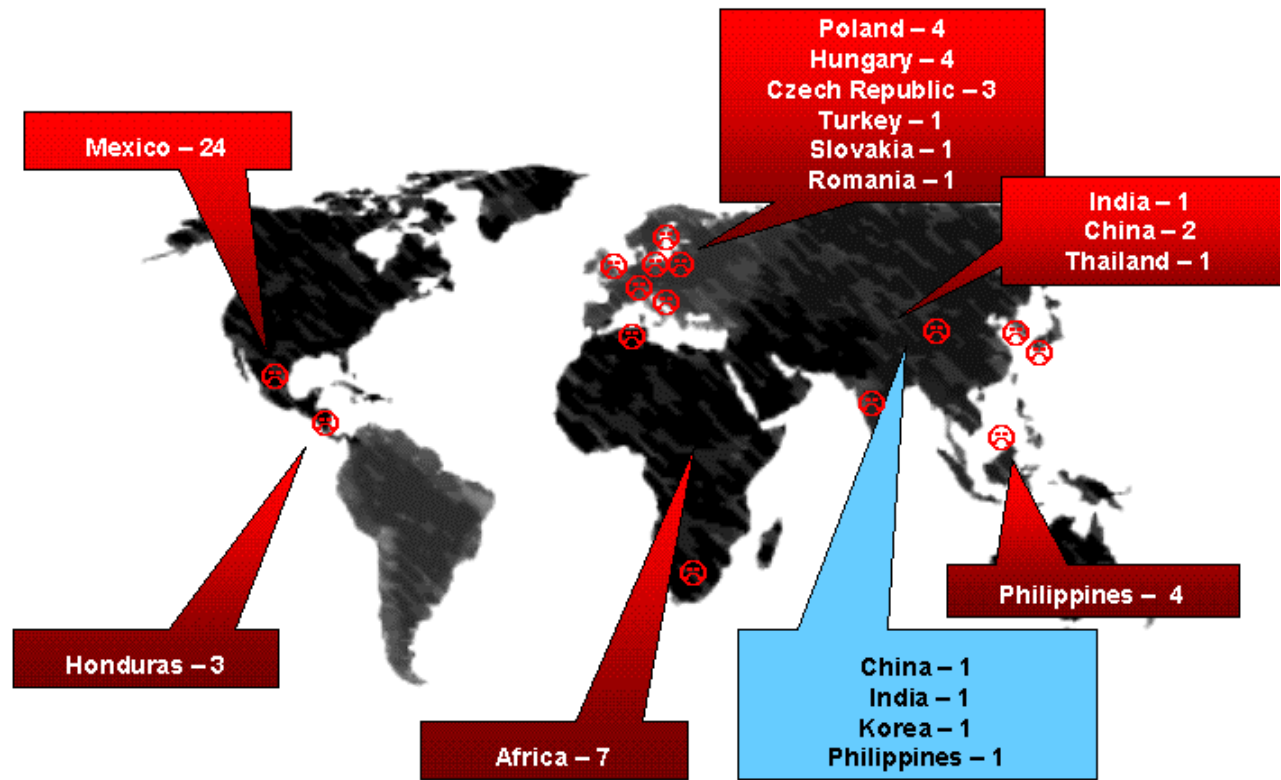 Poland – 4
Hungary – 4
Czech Republic – 3
Turkey – 1
Slovakia – 1
Romania – 1
Mexico – 24
India – 1
China – 2
Thailand – 1
Philippines –  4
Honduras – 3
China – 1
India – 1
Korea – 1
Philippines – 1
Africa – 7